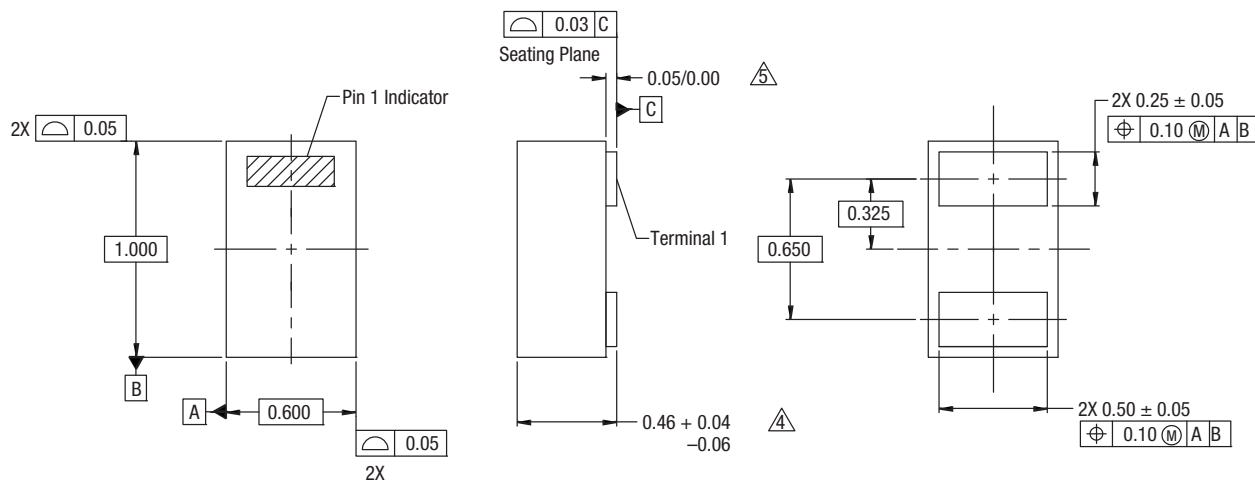 ⌓ 0.03 C
Seating Plane
0.05/0.00 5
C
Pin 1 Indicator
2X ⌓ 0.05
1.000
B
A
0.600
⌓ 0.05
2X
Terminal 1
0.46 + 0.04 4
−0.06
2X 0.25 ± 0.05
⌖ 0.10 Ⓜ A B
0.325
0.650
2X 0.50 ± 0.05
⌖ 0.10 Ⓜ A B